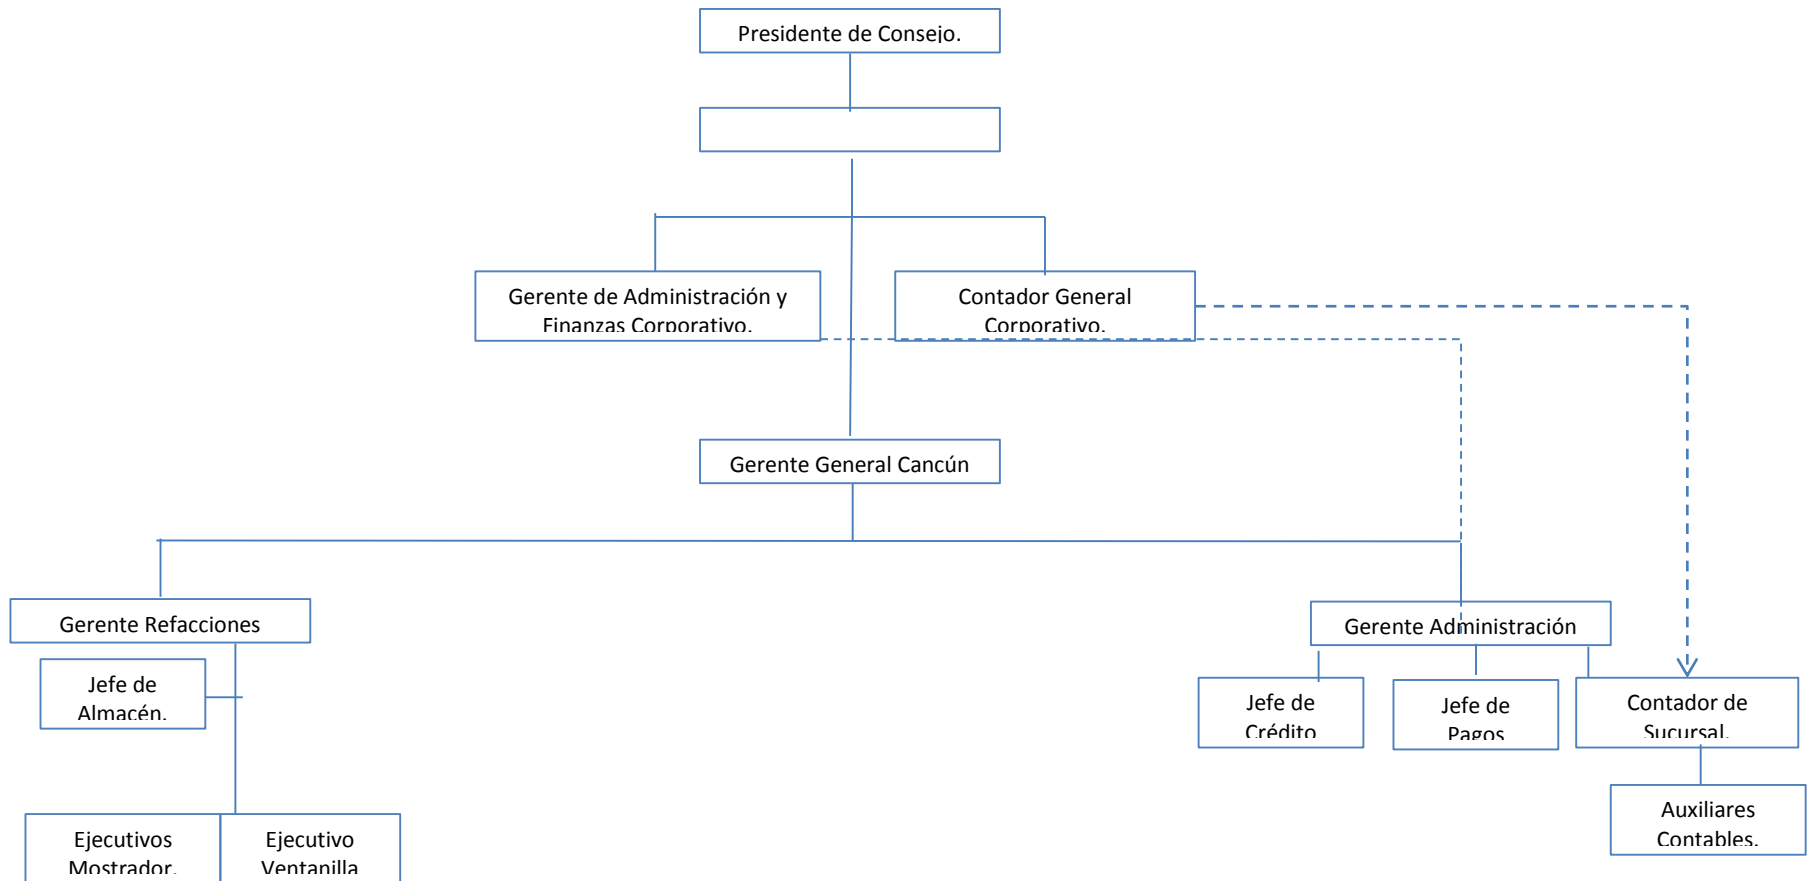 Presidente de Consejo.
Gerente de Administración y
Finanzas Corporativo.
Contador General
Corporativo.
Gerente General Cancún
Gerente Refacciones
Gerente Administración
Jefe de
Almacén.
Jefe de
Crédito
Jefe de
Pagos
Contador de
Sucursal.
Auxiliares
Contables.
Ejecutivos
Mostrador.
Ejecutivo
Ventanilla